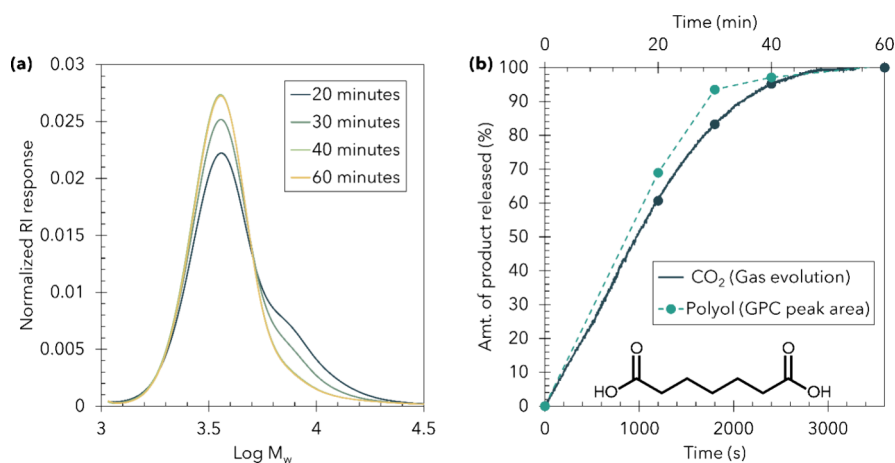 (a)
0.03
0.025
0.02
0.015
0.01
0.005
0
3
3.5
4
4.5
Normalized RI response
Log Mw
20 minutes
30 minutes
40 minutes
60 minutes
(b)
Time (min)
0
20
40
60
100
90
80
70
60
50
40
30
20
10
0
Amt. of product released (%)
CO2 (Gas evolution)
Polyol (GPC peak area)
O
O
HO
OH
0
1000
2000
3000
Time (s)